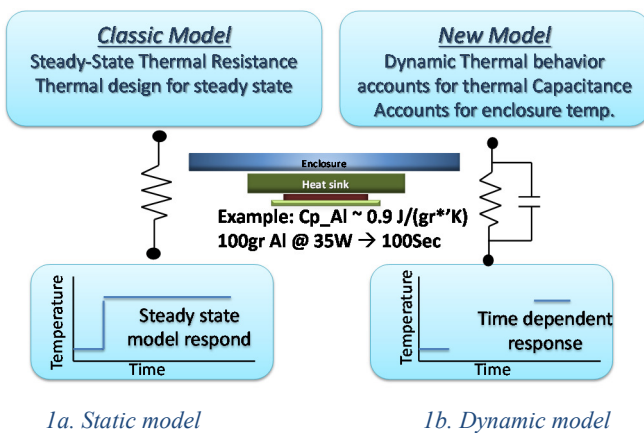 Classic Model
Steady-State Thermal Resistance
Thermal design for steady state
New Model
Dynamic Thermal behavior
accounts for thermal Capacitance
Accounts for enclosure temp.
Enclosure
Heat sink
Example: Cp_Al ~ 0.9 J/(gr*'K)
100gr Al @ 35W → 100Sec
Temperature
Steady state
model respond
Time
Temperature
Time dependent
response
Time
1a. Static model
1b. Dynamic model